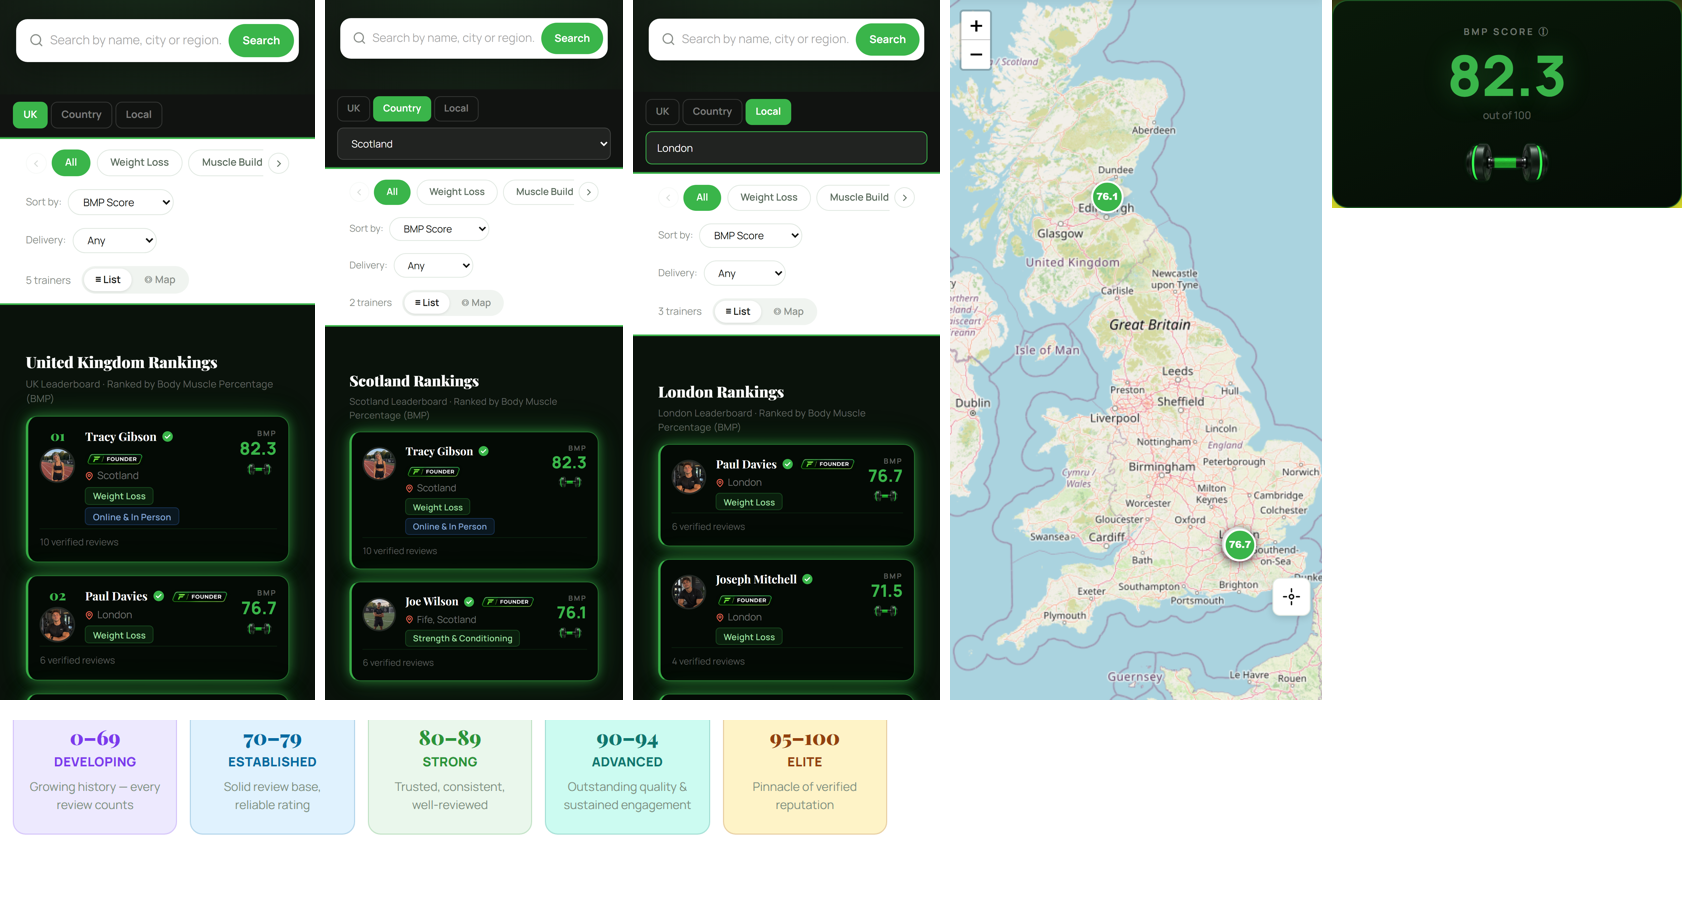 Search by name, city or region.
Search
UK
Country
Local
All
Weight Loss
Muscle Build
Sort by:
BMP Score
Delivery:
Any
5 trainers
≡ List
Map
United Kingdom Rankings
UK Leaderboard · Ranked by Body Muscle Percentage
(BMP)
01
Tracy Gibson
BMP
82.3
FOUNDER
Scotland
Weight Loss
Online & In Person
10 verified reviews
02
Paul Davies
FOUNDER
BMP
76.7
London
Weight Loss
6 verified reviews
Search by name, city or region.
Search
UK
Country
Local
Scotland
All
Weight Loss
Muscle Build
Sort by:
BMP Score
Delivery:
Any
2 trainers
≡ List
Map
Scotland Rankings
Scotland Leaderboard · Ranked by Body Muscle
Percentage (BMP)
Tracy Gibson
BMP
82.3
FOUNDER
Scotland
Weight Loss
Online & In Person
10 verified reviews
Joe Wilson
FOUNDER
BMP
76.1
Fife, Scotland
Strength & Conditioning
6 verified reviews
Search by name, city or region.
Search
UK
Country
Local
London
All
Weight Loss
Muscle Build
Sort by:
BMP Score
Delivery:
Any
3 trainers
≡ List
Map
London Rankings
London Leaderboard · Ranked by Body Muscle
Percentage (BMP)
Paul Davies
FOUNDER
BMP
76.7
London
Weight Loss
6 verified reviews
Joseph Mitchell
BMP
71.5
FOUNDER
London
Weight Loss
4 verified reviews
+
−
/ Scotland
Aberdeen
Dundee
76.1
Glasgow
United Kingdom
Newcastle
upon Tyne
Carlisle
Great Britain
Isle of Man
Leeds
Preston
Hull
Dublin
Liverpool
Sheffield
Lincoln
Nottingham
England
Birmingham
Peterborough
Norwich
Cymru /
Wales
Milton
Keynes
Cambridge
Worcester
Colchester
Gloucester
Oxford
Swansea
Cardiff
76.7
Southend-
on-Sea
Bath
Southampton
Brighton
Exeter
Portsmouth
Plymouth
Guernsey
Le Havre
Rouen
BMP SCORE
82.3
out of 100
0–69
DEVELOPING
Growing history — every
review counts
70–79
ESTABLISHED
Solid review base,
reliable rating
80–89
STRONG
Trusted, consistent,
well-reviewed
90–94
ADVANCED
Outstanding quality &
sustained engagement
95–100
ELITE
Pinnacle of verified
reputation